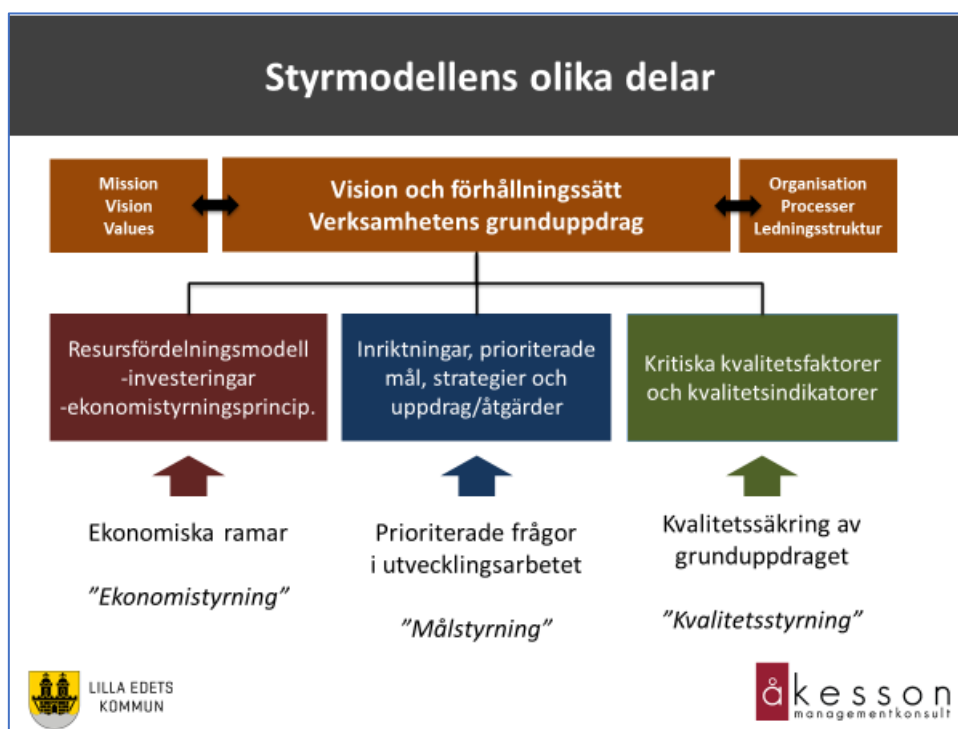 Styrmodellens olika delar
Mission
Vision
Values
Vision och förhållningssätt
Verksamhetens grunduppdrag
Organisation
Processer
Ledningsstruktur
Resursfördelningsmodell
-investeringar
-ekonomistyrningsprincip.
Inriktningar, prioriterade
mål, strategier och
uppdrag/åtgärder
Kritiska kvalitetsfaktorer
och kvalitetsindikatorer
Ekonomiska ramar
”Ekonomistyrning”
Prioriterade frågor
i utvecklingsarbetet
”Målstyrning”
Kvalitetssäkring av
grunduppdraget
”Kvalitetsstyrning”
LILLA EDETS
KOMMUN
åkesson
managementkonsult